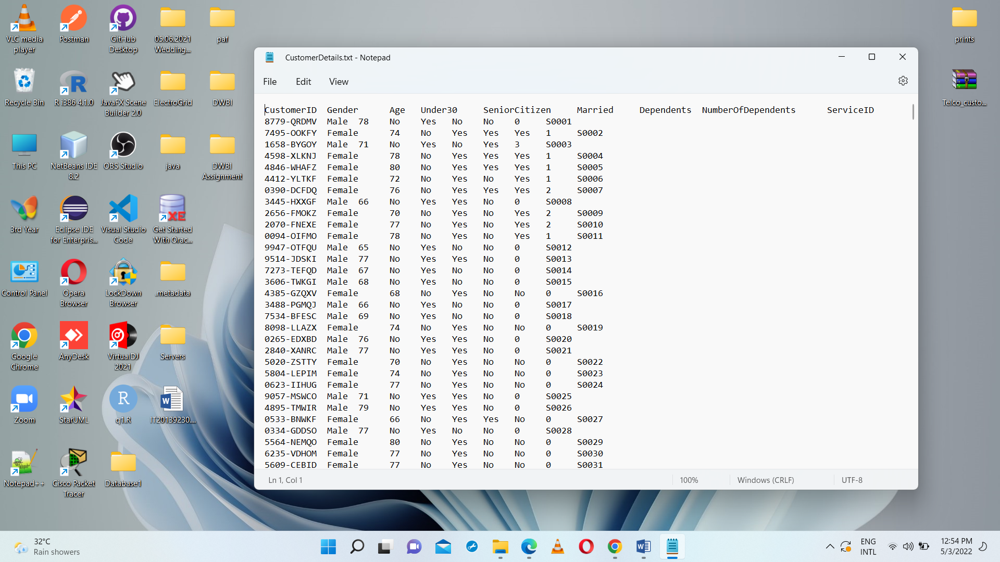 VLC media player
Postman
GitHub Desktop
05.06.2021 Wedding...
paf
prints
Recycle Bin
R i386 4.1.0
JavaFX Scene Builder 2.0
ElectroGrid
DWBI
Telco_custo...
This PC
NetBeans IDE 8.2
OBS Studio
java
DWBI Assignment
3rd Year
Eclipse IDE for Enterpris...
Visual Studio Code
Get Started With Orac...
Control Panel
Opera Browser
LockDown Browser
.metadata
Google Chrome
AnyDesk
VirtualDJ 2021
Servers
Zoom
StarUML
q1.R
IT20139230....
Notepad++
Cisco Packet Tracer
Database1
CustomerDetails.txt - Notepad
File Edit View
CustomerID Gender Age Under30 SeniorCitizen Married Dependents NumberOfDependents ServiceID
8779-QRDMV Male 78 No Yes No No 0 S0001
7495-OOKFY Female 74 No Yes Yes Yes 1 S0002
1658-BYGOY Male 71 No Yes No Yes 3 S0003
4598-XLKNJ Female 78 No Yes Yes Yes 1 S0004
4846-WHAFZ Female 80 No Yes Yes Yes 1 S0005
4412-YLTKF Female 72 No Yes No Yes 1 S0006
0390-DCFDQ Female 76 No Yes Yes Yes 2 S0007
3445-HXXGF Male 66 No Yes Yes No 0 S0008
2656-FMOKZ Female 70 No Yes No Yes 2 S0009
2070-FNEXE Female 77 No Yes No Yes 2 S0010
0094-OIFMO Female 78 No Yes No Yes 1 S0011
9947-OTFQU Male 65 No Yes No No 0 S0012
9514-JDSKI Male 77 No Yes Yes No 0 S0013
7273-TEFQD Male 67 No Yes No No 0 S0014
3606-TWKGI Male 68 No Yes No No 0 S0015
4385-GZQXV Female 68 No Yes No No 0 S0016
3488-PGMQJ Male 66 No Yes No No 0 S0017
7534-BFESC Male 69 No Yes No No 0 S0018
8098-LLAZX Female 74 No Yes No No 0 S0019
0265-EDXBD Male 76 No Yes Yes No 0 S0020
2840-XANRC Male 77 No Yes Yes No 0 S0021
5020-ZSTTY Female 70 No Yes No No 0 S0022
5804-LEPIM Female 74 No Yes No No 0 S0023
0623-IIHUG Female 77 No Yes No No 0 S0024
9057-MSWCO Male 71 No Yes Yes No 0 S0025
4895-TMWIR Male 79 No Yes Yes No 0 S0026
0533-BNWKF Female 66 No Yes Yes No 0 S0027
0334-GDDSO Male 77 No Yes No No 0 S0028
5564-NEMQO Female 80 No Yes No No 0 S0029
6235-VDHOM Female 77 No Yes No No 0 S0030
5609-CEBID Female 77 No Yes No No 0 S0031
Ln 1, Col 1 100% Windows (CRLF) UTF-8
32°C
Rain showers
ENG
INTL
12:54 PM
5/3/2022